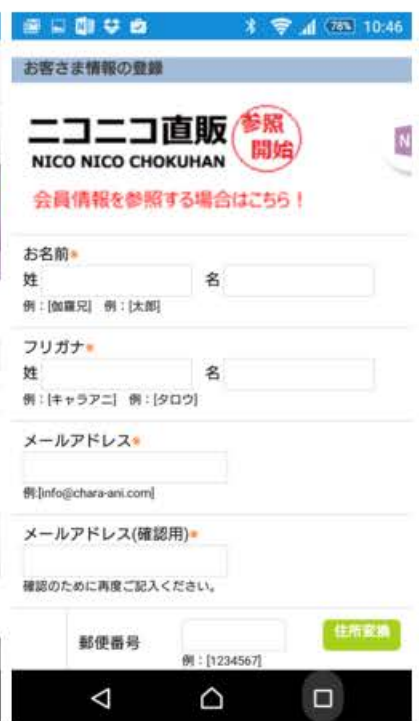 78% 10:46
お客さま情報の登録
ニコニコ直販 参照開始
NICO NICO CHOKUHAN
会員情報を参照する場合はこちら！
お名前*
姓 名
例：[伽羅兄] 例：[太郎]
フリガナ*
姓 名
例：[キャラアニ] 例：[タロウ]
メールアドレス*
例:[info@chara-ani.com]
メールアドレス(確認用)*
確認のために再度ご記入ください。
郵便番号 住所変換
例：[1234567]